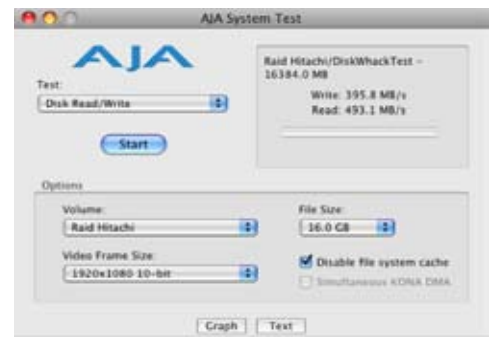 AJA System Test
AJA
Test:
Disk Read/Write
Start
Raid Hitachi/DiskWhackTest –
16384.0 MB
Write: 395.8 MB/s
Read: 493.1 MB/s
Options
Volume:
Raid Hitachi
File Size:
16.0 GB
Video Frame Size:
1920x1080 10-bit
Disable file system cache
Simultaneous KONA DMA
Graph
Text